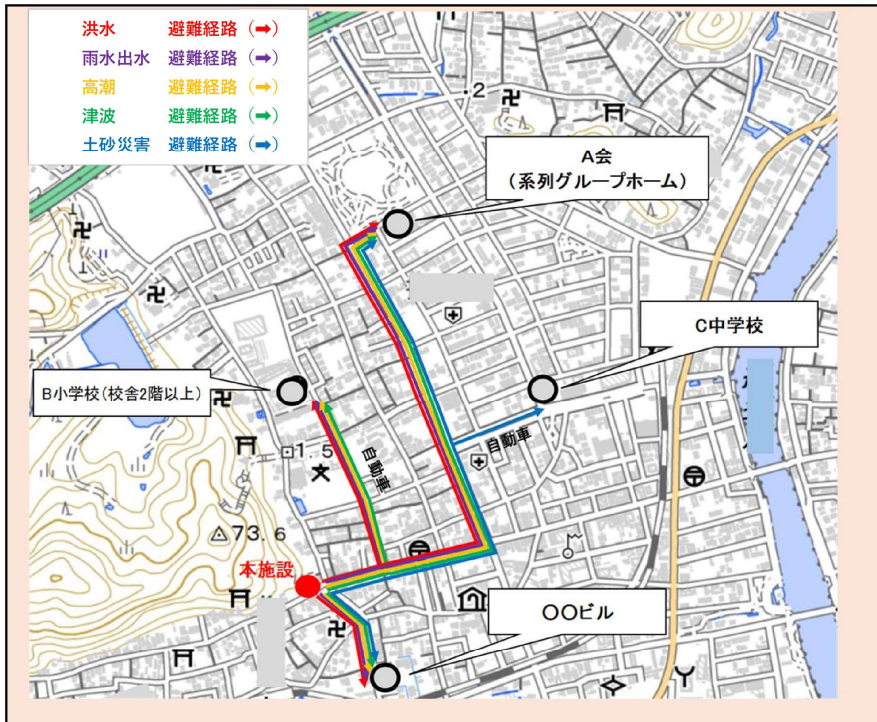 洪水 避難経路（➡）
雨水出水 避難経路（➡）
高潮 避難経路（➡）
津波 避難経路（➡）
土砂災害 避難経路（➡）
・2
A会
（系列グループホーム）
C中学校
B小学校（校舎2階以上）
1.5
自動車
自動車
73.6
本施設
〇〇ビル